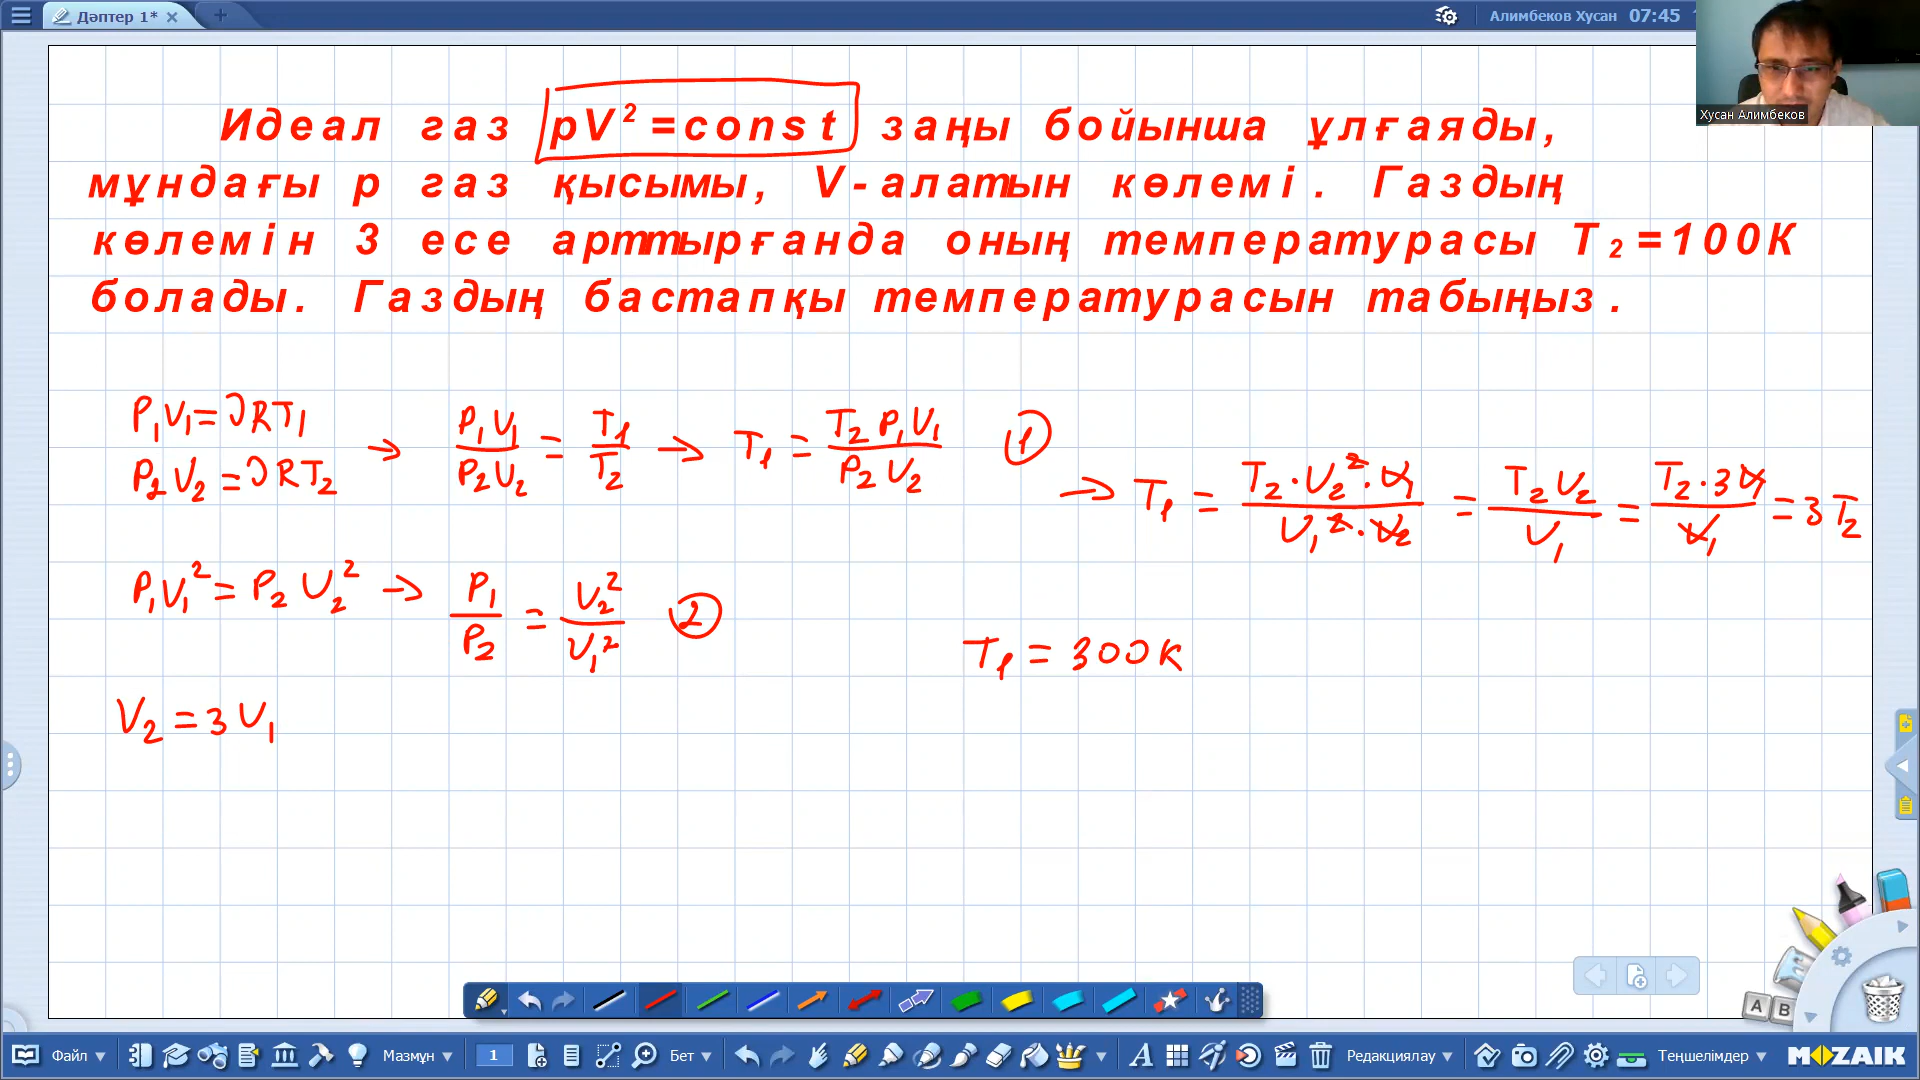 Дәптер 1*
Алимбеков Хусан 07:45
Хусан Алимбеков
Идеал газ pV²=const заңы бойынша ұлғаяды,
мұндағы p газ қысымы, V-алатын көлемі. Газдың
көлемін 3 есе арттырғанда оның температурасы T₂=100К
болады. Газдың бастапқы температурасын табыңыз.
P₁V₁=νRT₁
P₂V₂=νRT₂
→ P₁V₁/P₂V₂ = T₁/T₂ → T₁ = T₂P₁V₁/P₂V₂ ①
→ T₁ = T₂·V₂²·V₁/V₁²·V₂ = T₂V₂/V₁ = T₂·3V₁/V₁ = 3T₂
P₁V₁² = P₂V₂² → P₁/P₂ = V₂²/V₁² ②
T₁ = 300К
V₂ = 3V₁
A B
Файл
Мазмұн
1
Бет
A
Редакциялау
Теңшелімдер
MOZAIK